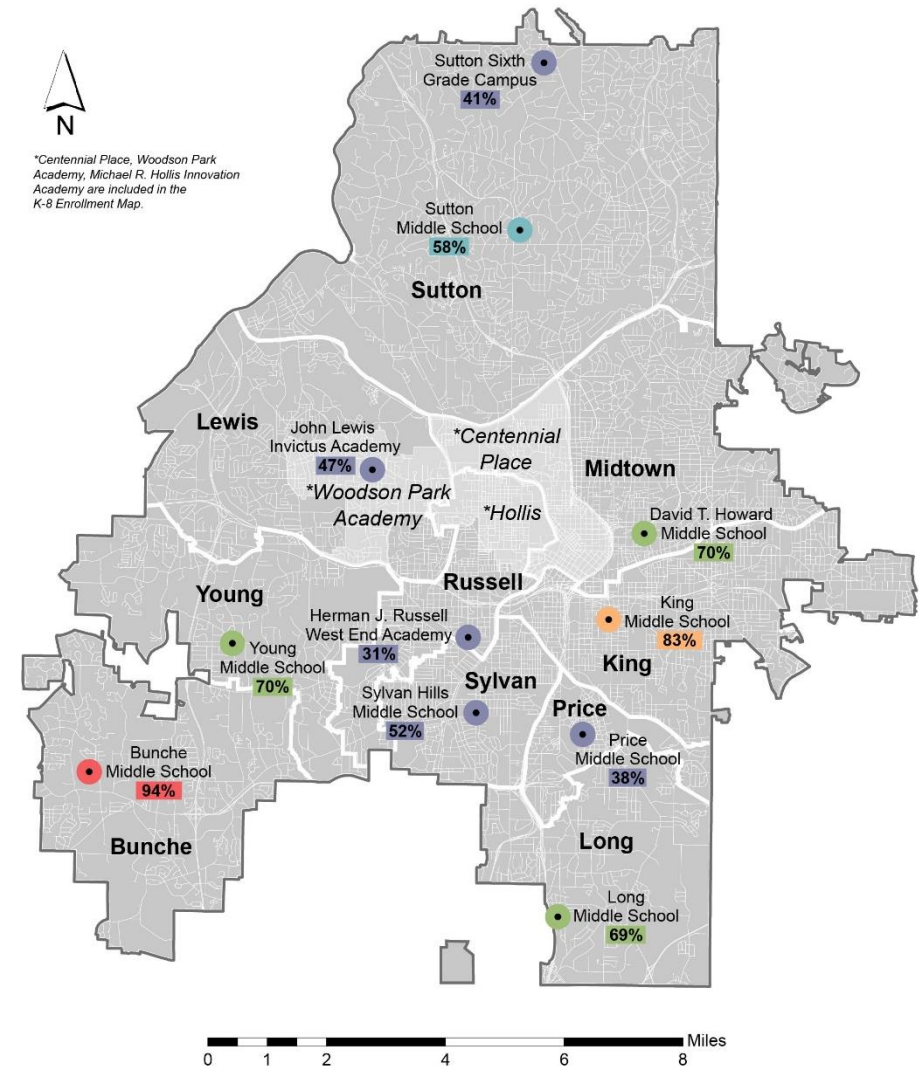 Sutton Sixth
Grade Campus
41%
N
*Centennial Place, Woodson Park
Academy, Michael R. Hollis Innovation
Academy are included in the
K-8 Enrollment Map.
Sutton
Middle School
58%
Sutton
Lewis
John Lewis
Invictus Academy
47%
*Woodson Park
Academy
*Centennial
Place
*Hollis
Midtown
David T. Howard
Middle School
70%
Russell
Young
Young
Middle School
70%
Herman J. Russell
West End Academy
31%
King
Middle School
83%
King
Sylvan
Sylvan Hills
Middle School
52%
Price
Price
Middle School
38%
Bunche
Middle School
94%
Bunche
Long
Long
Middle School
69%
Miles
0 1 2 4 6 8